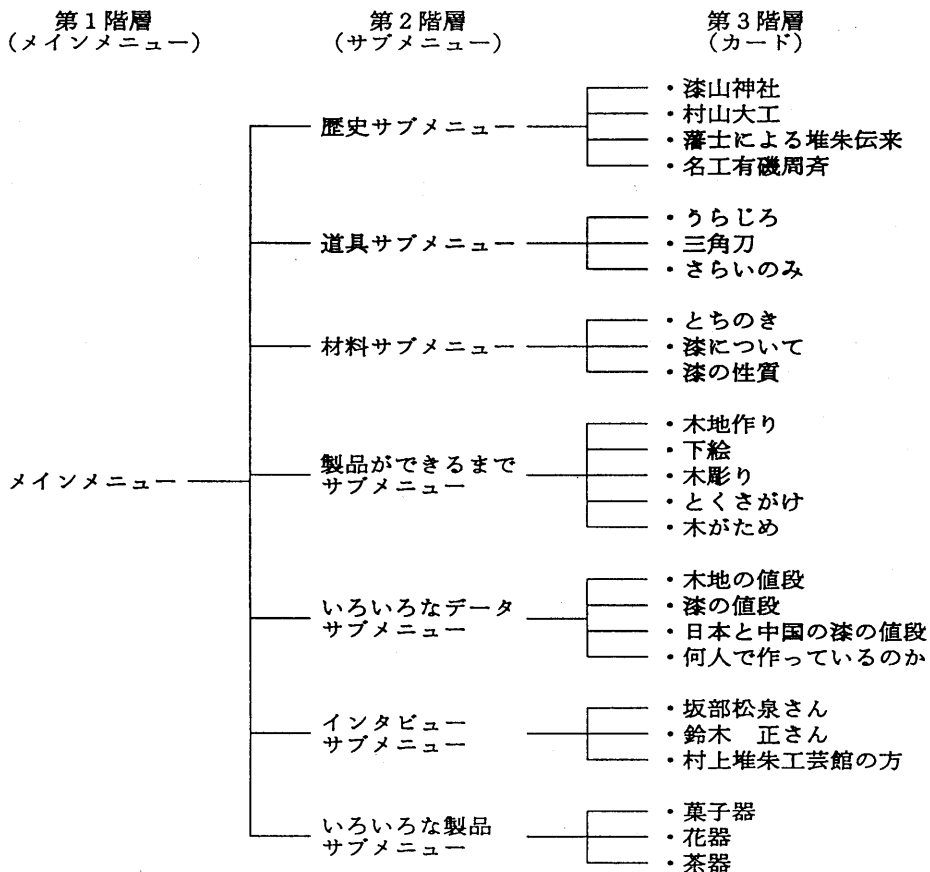 第1階層
（メインメニュー）
第2階層
（サブメニュー）
第3階層
（カード）
メインメニュー
歴史サブメニュー
・漆山神社
・村山大工
・藩士による堆朱伝来
・名工有磯周斉
道具サブメニュー
・うらじろ
・三角刀
・さらいのみ
材料サブメニュー
・とちのき
・漆について
・漆の性質
製品ができるまで
サブメニュー
・木地作り
・下絵
・木彫り
・とくさがけ
・木がため
いろいろなデータ
サブメニュー
・木地の値段
・漆の値段
・日本と中国の漆の値段
・何人で作っているのか
インタビュー
サブメニュー
・坂部松泉さん
・鈴木　正さん
・村上堆朱工芸館の方
いろいろな製品
サブメニュー
・菓子器
・花器
・茶器